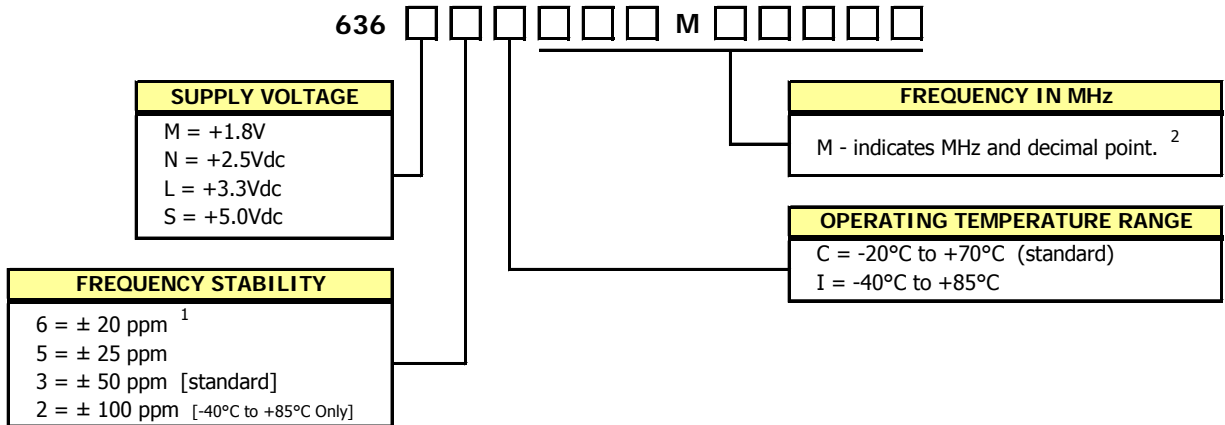 636 M
SUPPLY VOLTAGE
M = +1.8V
N = +2.5Vdc
L = +3.3Vdc
S = +5.0Vdc
FREQUENCY IN MHz
M - indicates MHz and decimal point. 2
OPERATING TEMPERATURE RANGE
C = -20°C to +70°C (standard)
I = -40°C to +85°C
FREQUENCY STABILITY
6 = ± 20 ppm 1
5 = ± 25 ppm
3 = ± 50 ppm [standard]
2 = ± 100 ppm [-40°C to +85°C Only]